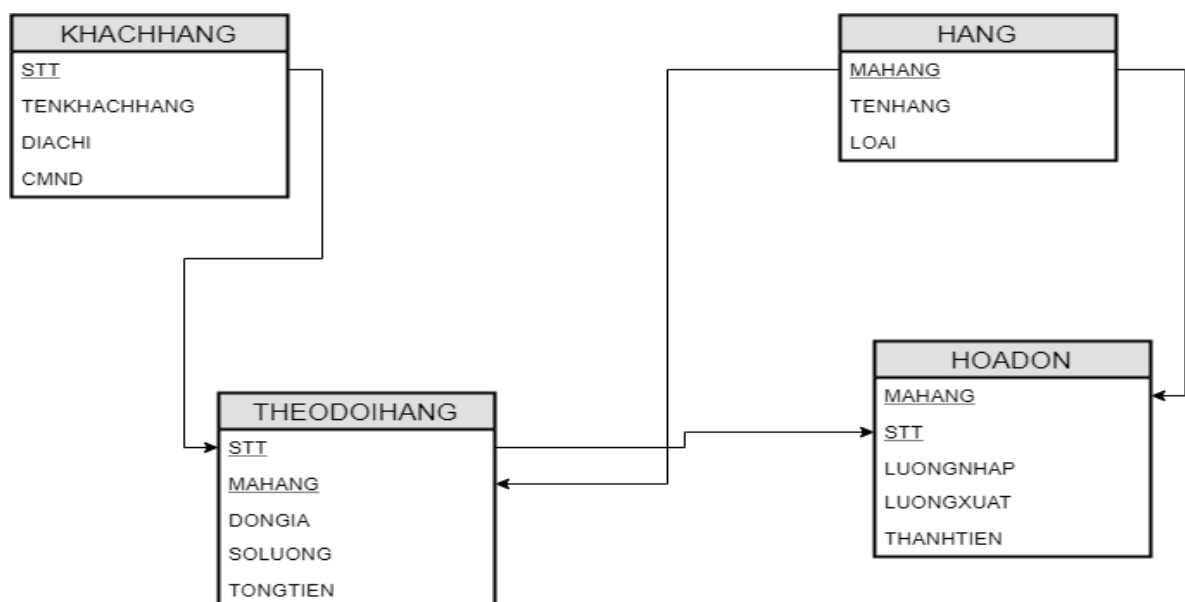 KHACHHANG
STT
TENKHACHHANG
DIACHI
CMND
HANG
MAHANG
TENHANG
LOAI
THEODOIHANG
STT
MAHANG
DONGIA
SOLUONG
TONGTIEN
HOADON
MAHANG
STT
LUONGNHAP
LUONGXUAT
THANHTIEN